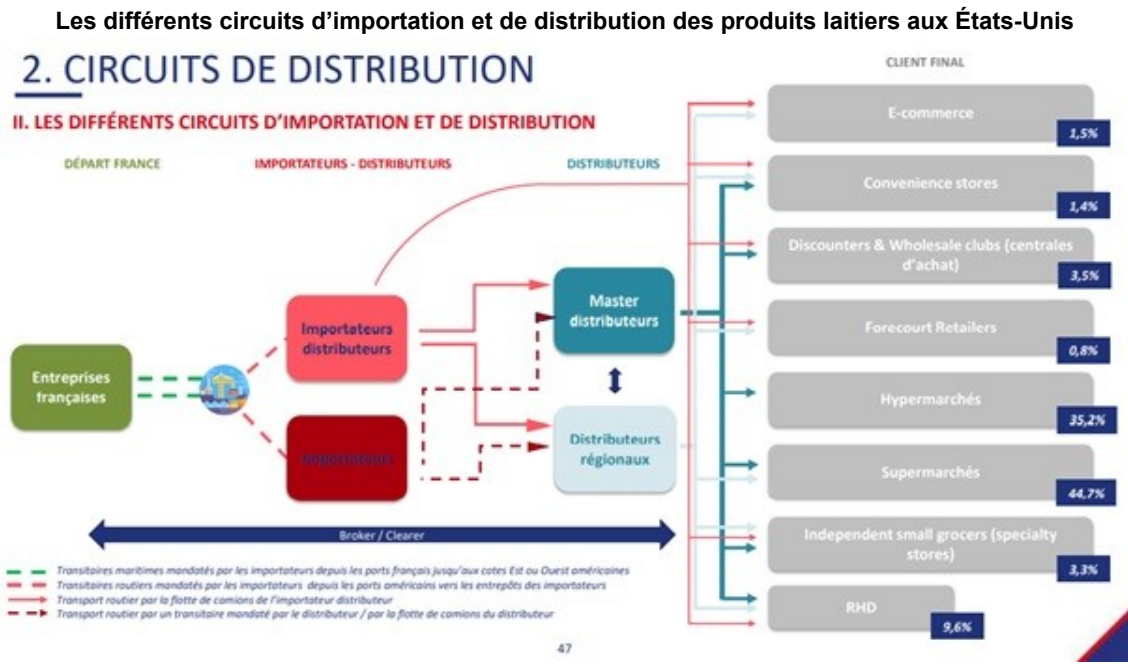 Les différents circuits d’importation et de distribution des produits laitiers aux États-Unis
2. CIRCUITS DE DISTRIBUTION
II. LES DIFFÉRENTS CIRCUITS D’IMPORTATION ET DE DISTRIBUTION
DÉPART FRANCE
IMPORTATEURS - DISTRIBUTEURS
DISTRIBUTEURS
CLIENT FINAL
Entreprises
françaises
Importateurs
distributeurs
Importateurs
Master
distributeurs
Distributeurs
régionaux
E-commerce
1,5%
Convenience stores
1,4%
Discounters & Wholesale clubs (centrales
d’achat)
3,5%
Forecourt Retailers
0,8%
Hypermarchés
35,2%
Supermarchés
44,7%
Independent small grocers (specialty
stores)
3,3%
RHD
9,6%
Broker / Clearer
Transitaires maritimes mandatés par les importateurs depuis les ports français jusqu’aux cotes Est ou Ouest américaines
Transitaires routiers mandatés par les importateurs depuis les ports américains vers les entrepôts des importateurs
Transport routier par la flotte de camions de l’importateur distributeur
Transport routier par un transitaire mandaté par le distributeur / par la flotte de camions du distributeur
47